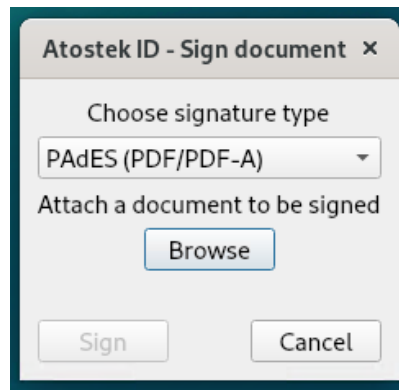 Atostek ID - Sign document ×
Choose signature type
PAdES (PDF/PDF-A)
Attach a document to be signed
Browse
Sign Cancel